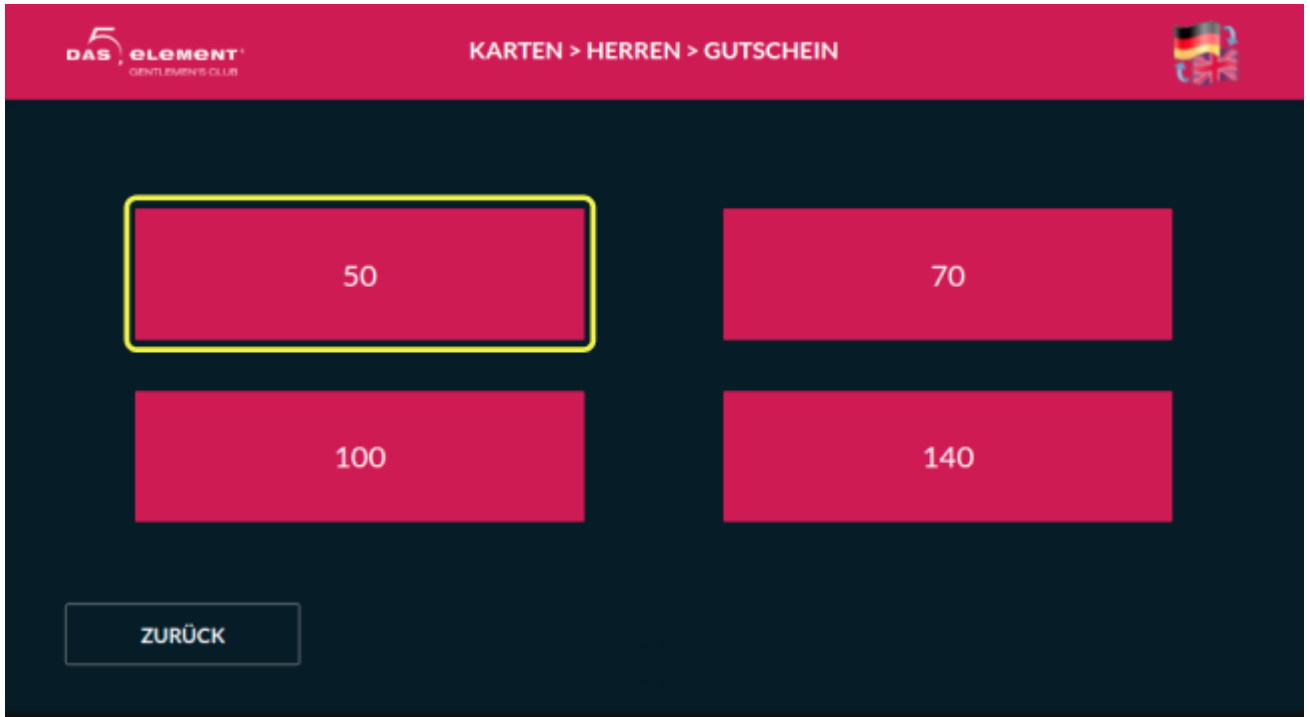 DAS 5 eLeMeNT
GENTLEMEN'S CLUB
KARTEN > HERREN > GUTSCHEIN
50
70
100
140
ZURÜCK